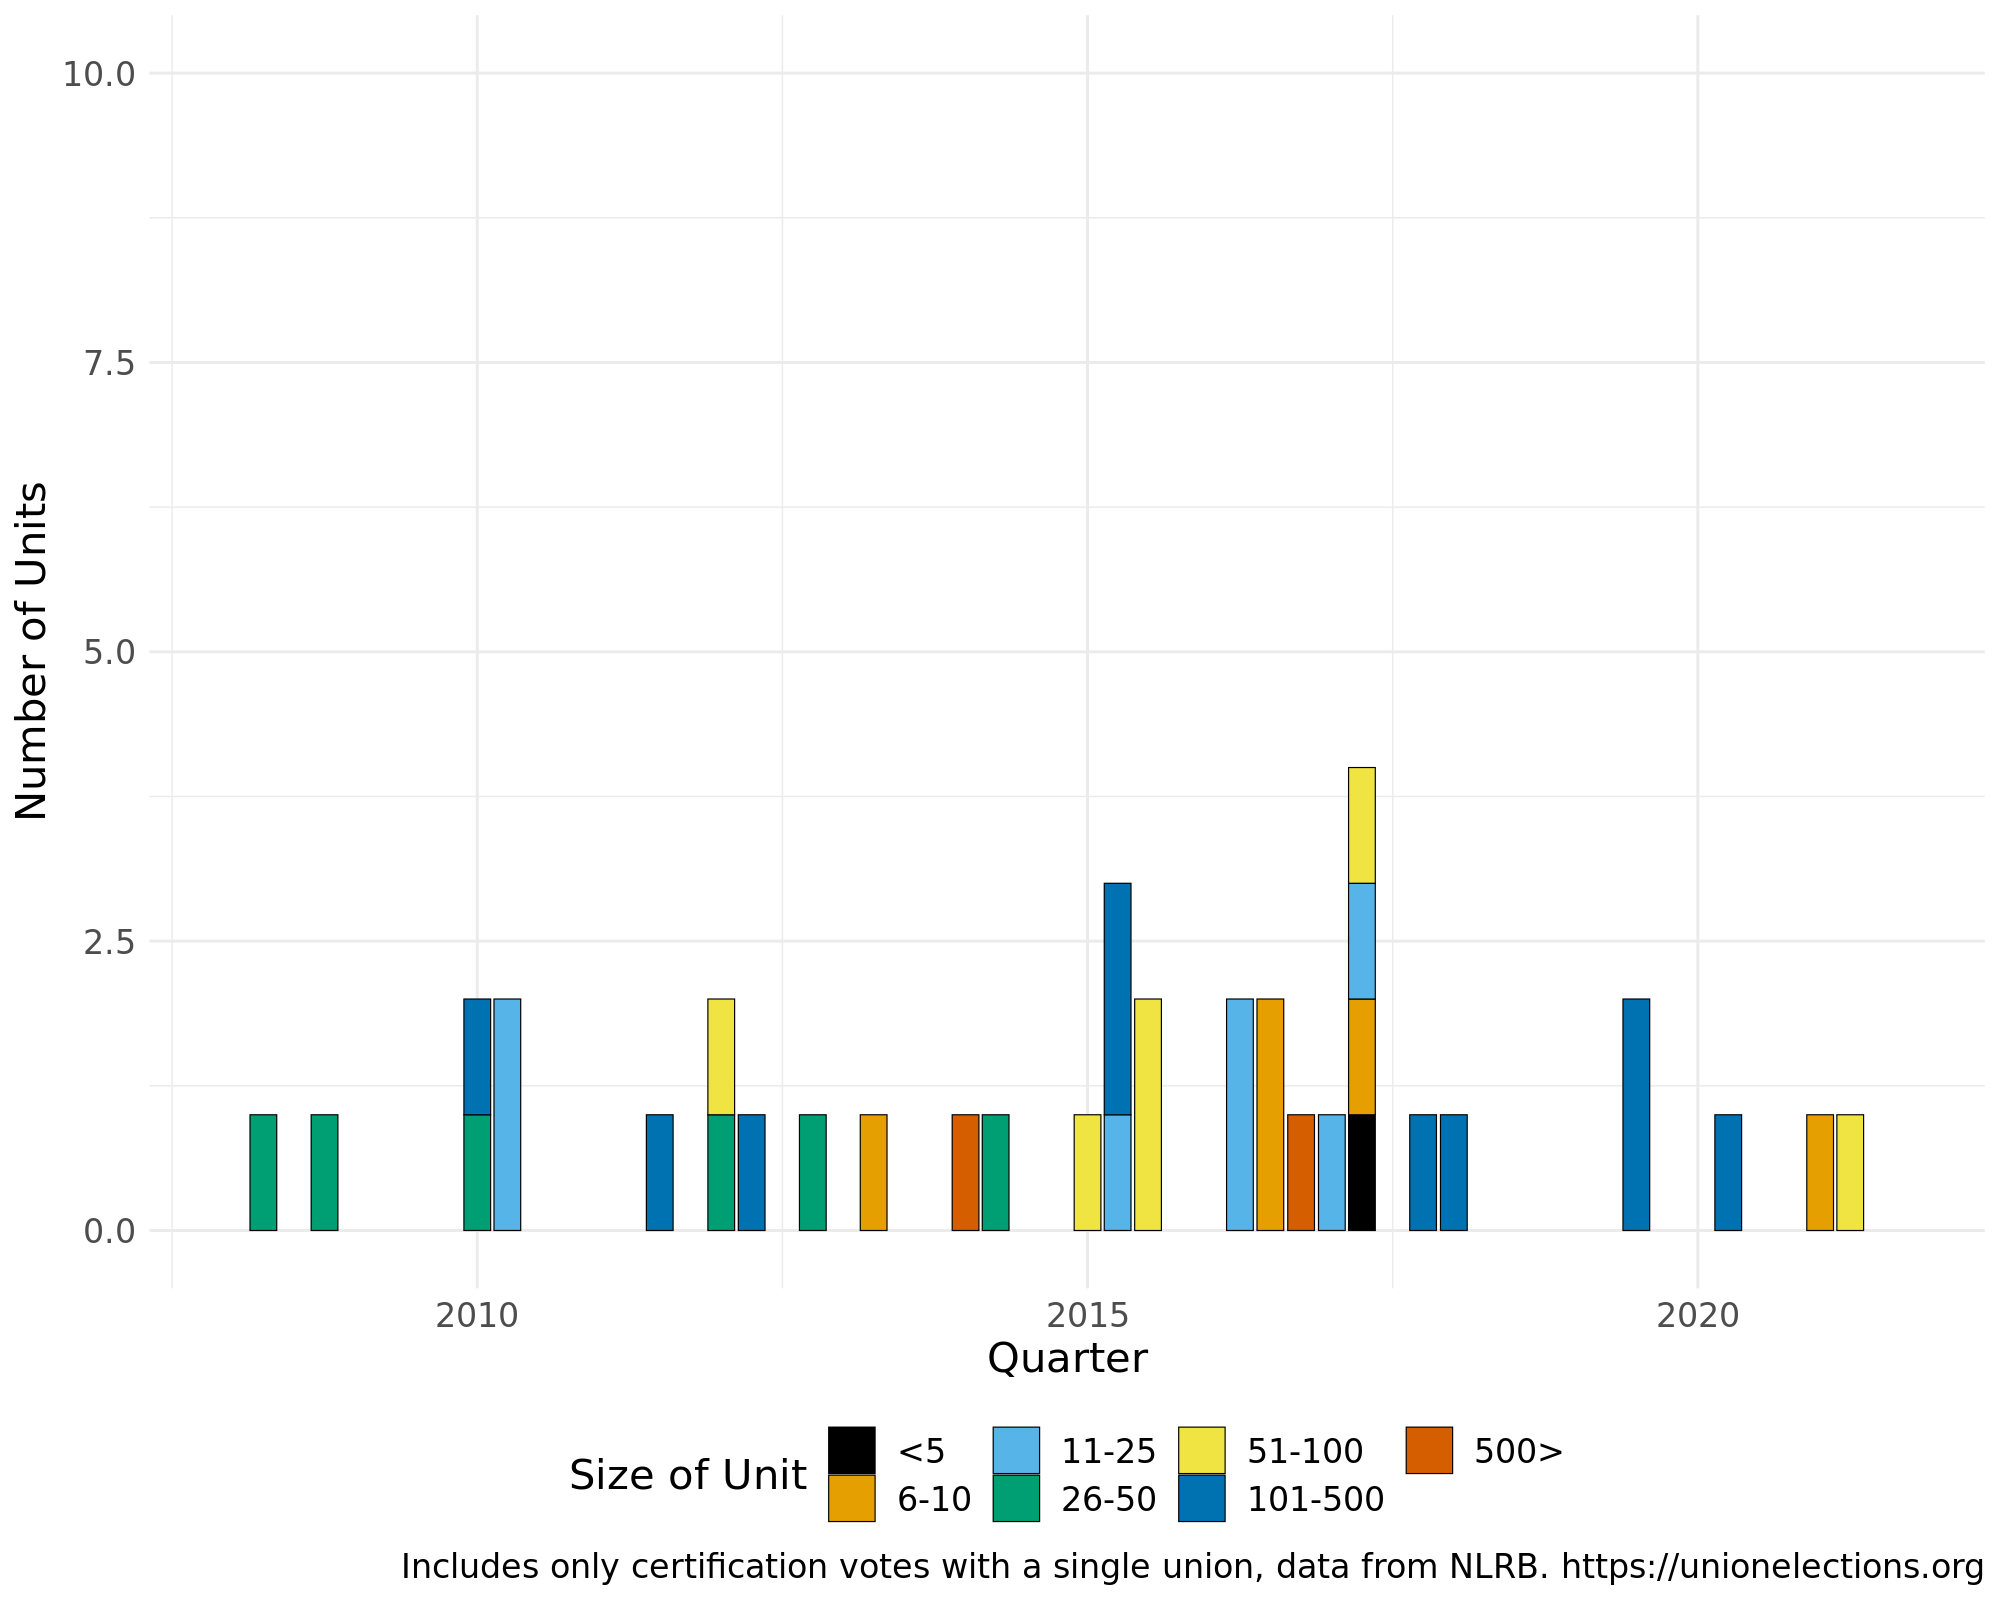 10.0
7.5
5.0
2.5
0.0
Number of Units
2010 2015 2020
Quarter
Size of Unit
<5 11-25 51-100 500>
6-10 26-50 101-500
Includes only certification votes with a single union, data from NLRB. https://unionelections.org